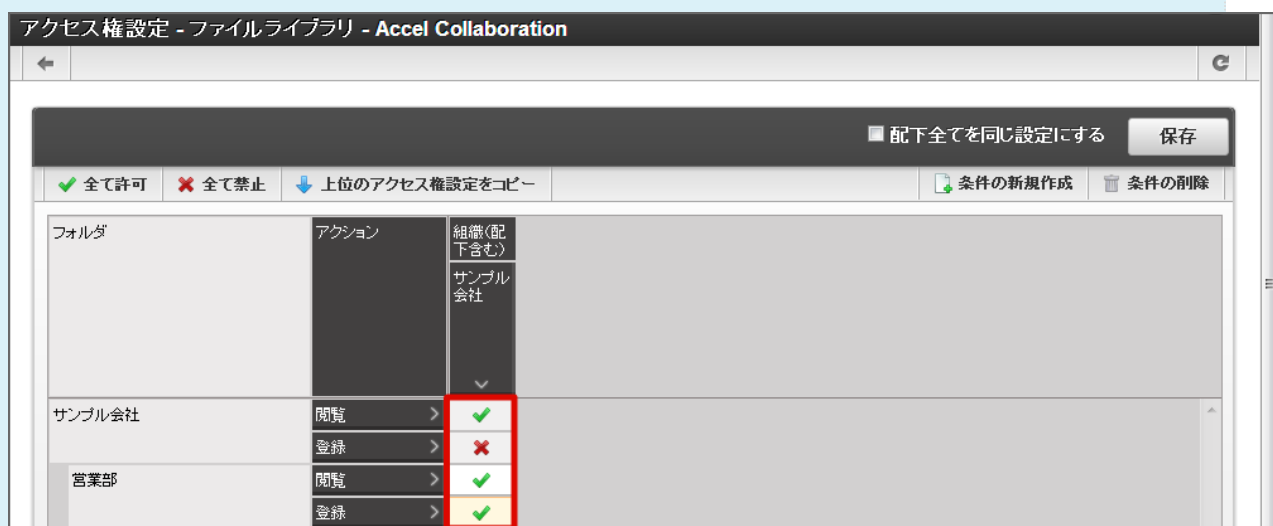 アクセス権設定 - ファイルライブラリ - Accel Collaboration
配下全てを同じ設定にする 保存
全て許可 全て禁止 上位のアクセス権設定をコピー 条件の新規作成 条件の削除
フォルダ アクション 組織(配
下含む)
サンプル
会社
サンプル会社 閲覧
登録
営業部 閲覧
登録